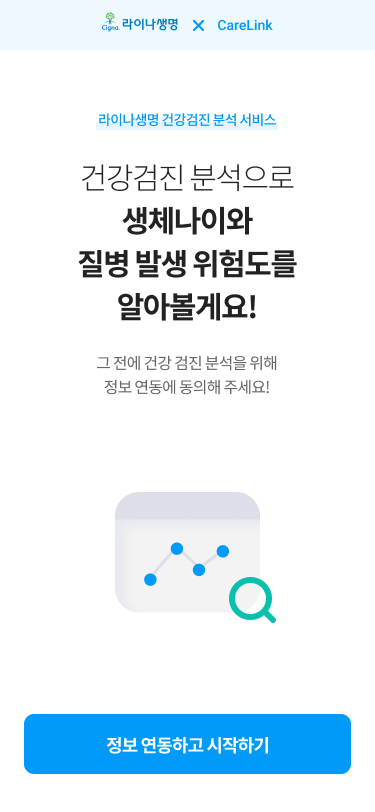 Cigna. 라이나생명 × CareLink
라이나생명 건강검진 분석 서비스
건강검진 분석으로
생체나이와
질병 발생 위험도를
알아볼게요!
그 전에 건강 검진 분석을 위해
정보 연동에 동의해 주세요!
정보 연동하고 시작하기